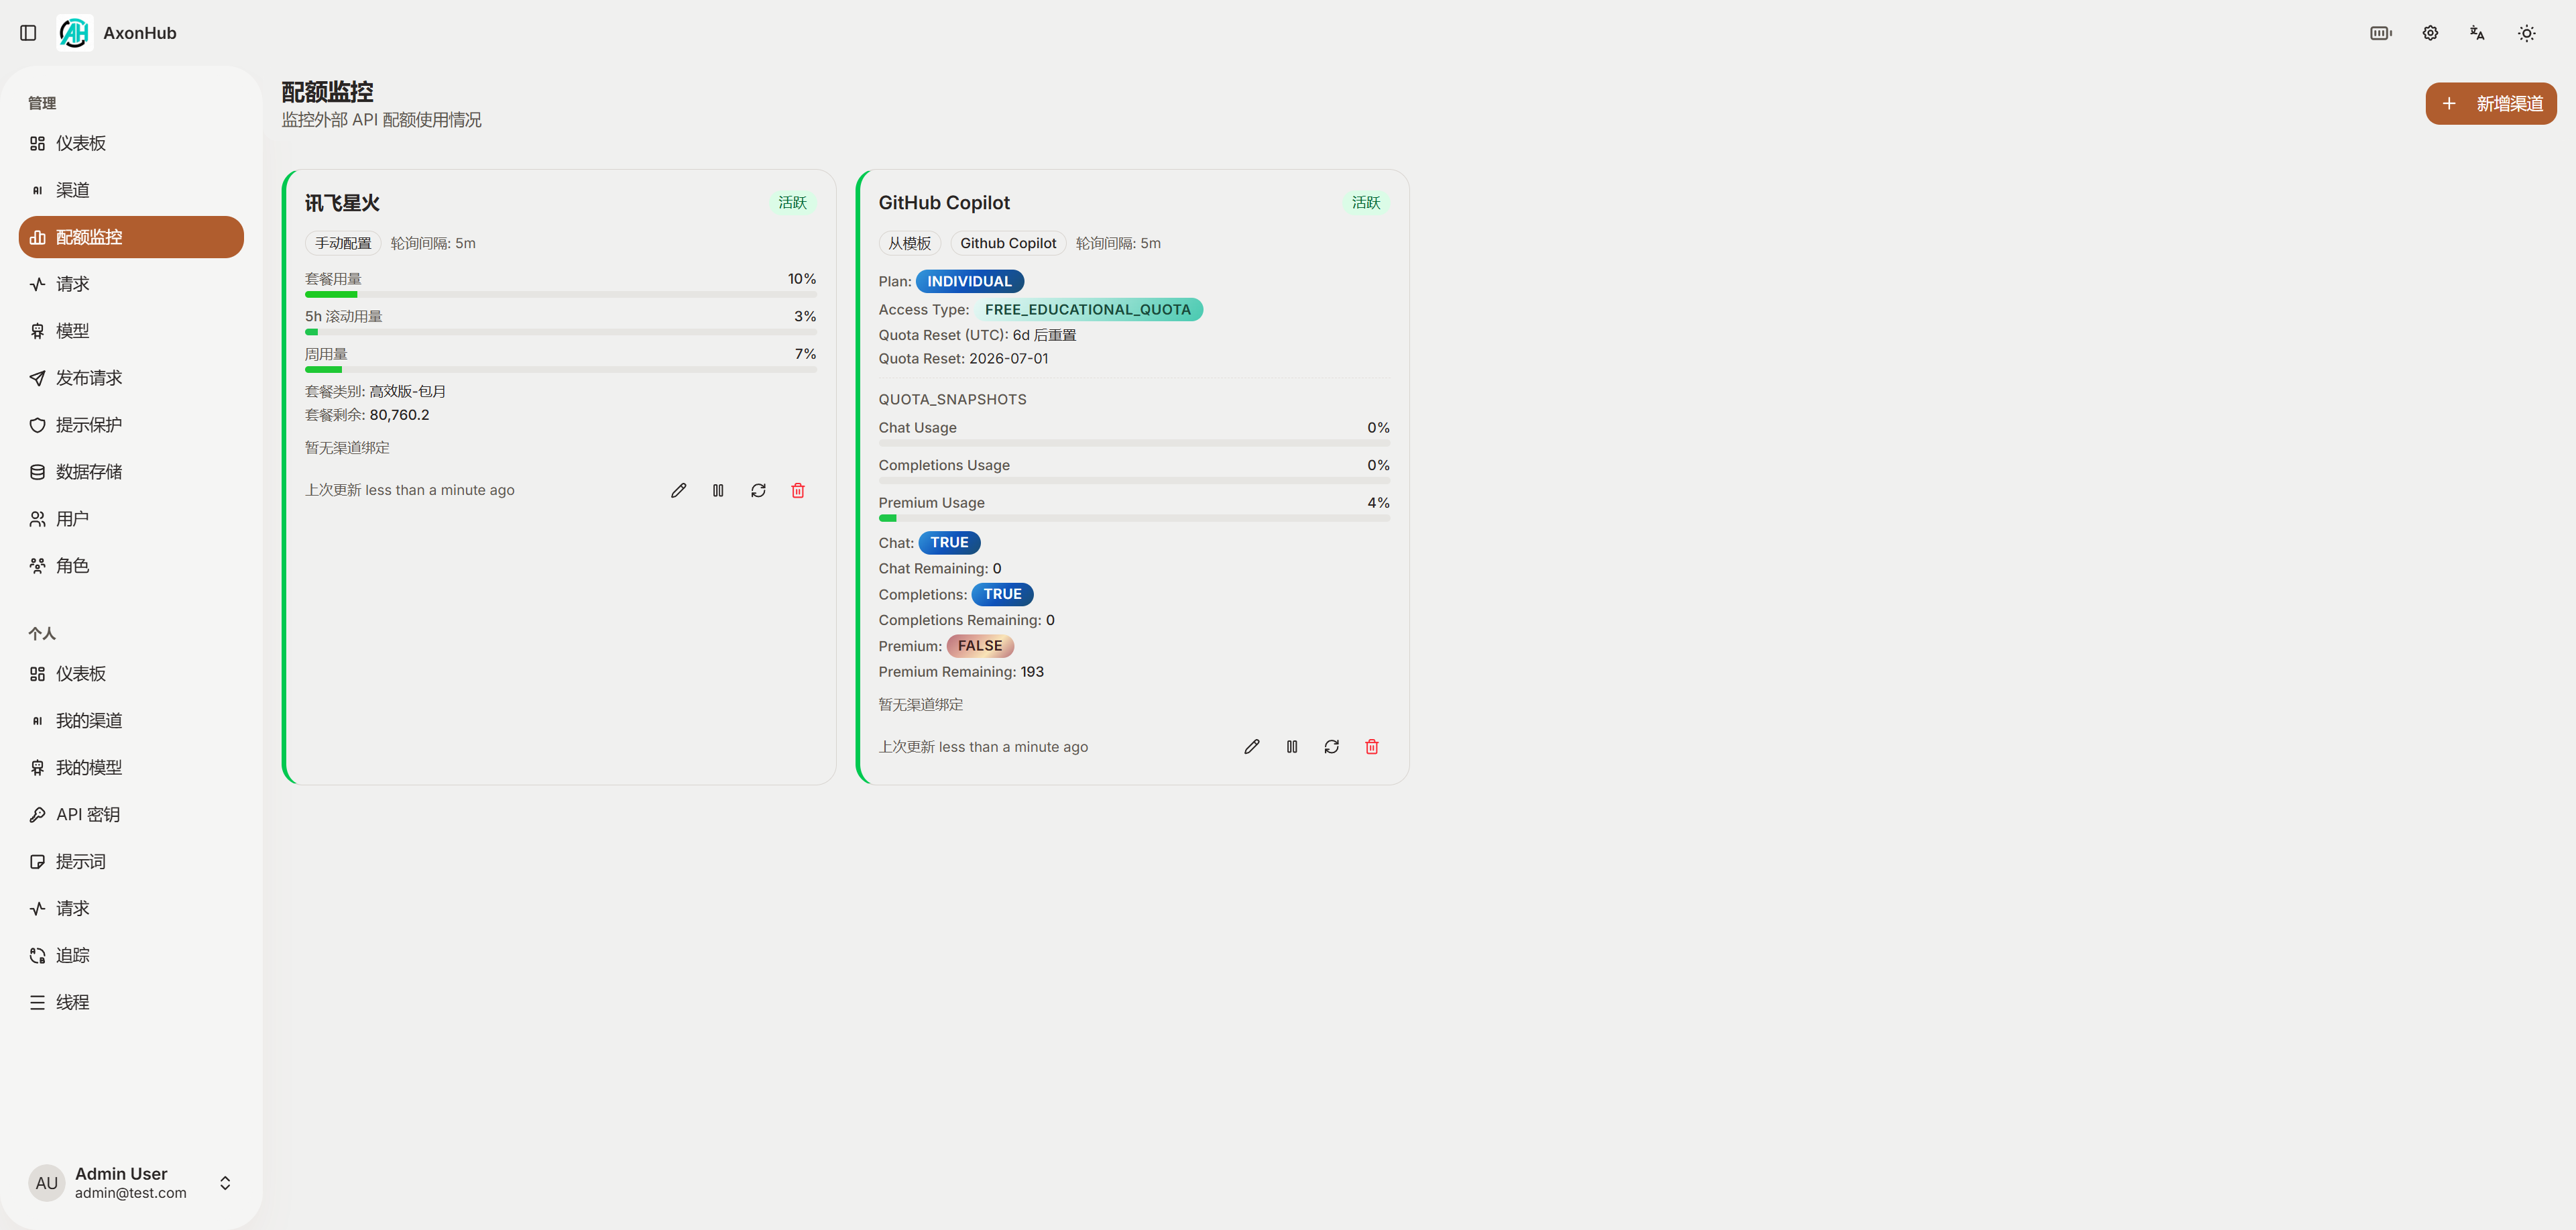 AxonHub
管理
仪表板
渠道
配额监控
请求
模型
发布请求
提示保护
数据存储
用户
角色
个人
仪表板
我的渠道
我的模型
API 密钥
提示词
请求
追踪
线程
AU
Admin User
admin@test.com
配额监控
监控外部 API 配额使用情况
新增渠道
讯飞星火
活跃
手动配置 轮询间隔: 5m
套餐用量 10%
5h 滚动用量 3%
周用量 7%
套餐类别: 高效版-包月
套餐剩余: 80,760.2
暂无渠道绑定
上次更新 less than a minute ago
GitHub Copilot
活跃
从模板 Github Copilot 轮询间隔: 5m
Plan: INDIVIDUAL
Access Type: FREE_EDUCATIONAL_QUOTA
Quota Reset (UTC): 6d 后重置
Quota Reset: 2026-07-01
QUOTA_SNAPSHOTS
Chat Usage 0%
Completions Usage 0%
Premium Usage 4%
Chat: TRUE
Chat Remaining: 0
Completions: TRUE
Completions Remaining: 0
Premium: FALSE
Premium Remaining: 193
暂无渠道绑定
上次更新 less than a minute ago